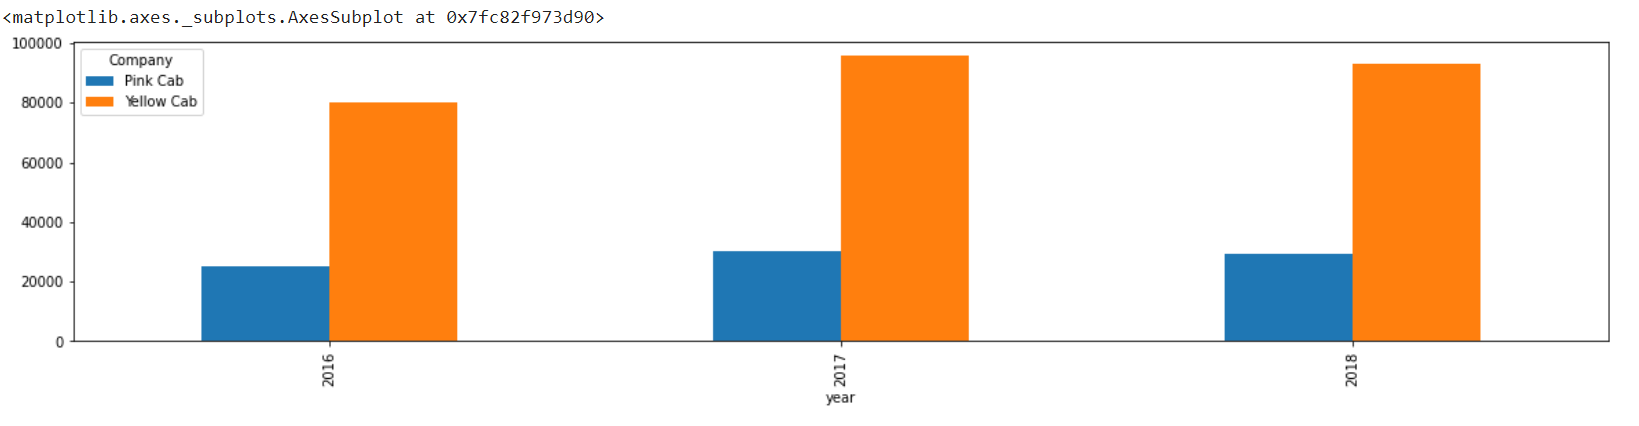 <matplotlib.axes._subplots.AxesSubplot at 0x7fc82f973d90>
100000
80000
60000
40000
20000
0
Company
Pink Cab
Yellow Cab
2016
2017
2018
year